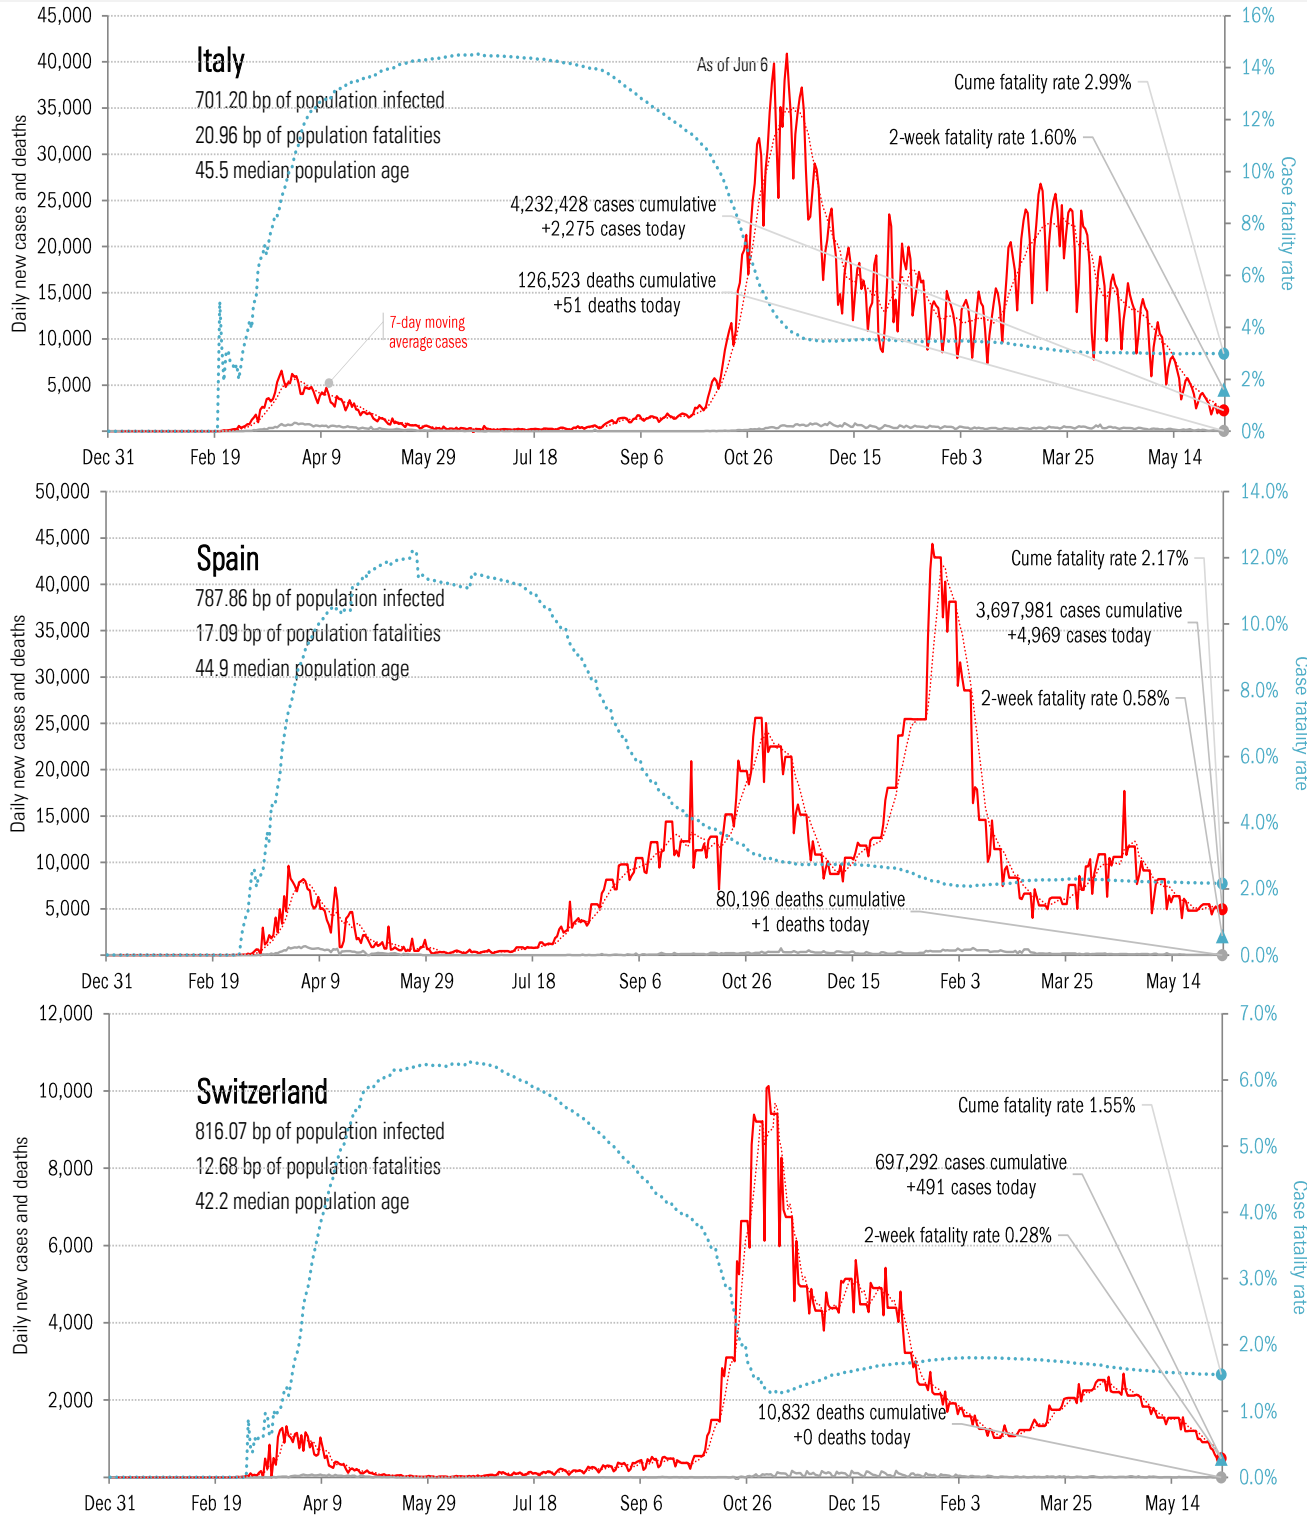 45,000
40,000
35,000
30,000
25,000
20,000
15,000
10,000
5,000
Daily new cases and deaths
Italy
701.20 bp of population infected
20.96 bp of population fatalities
45.5 median population age
As of Jun 6
Cume fatality rate 2.99%
2-week fatality rate 1.60%
4,232,428 cases cumulative
+2,275 cases today
126,523 deaths cumulative
+51 deaths today
7-day moving
average cases
16%
14%
12%
10%
8%
6%
4%
2%
0%
Case fatality rate
Dec 31 Feb 19 Apr 9 May 29 Jul 18 Sep 6 Oct 26 Dec 15 Feb 3 Mar 25 May 14
50,000
45,000
40,000
35,000
30,000
25,000
20,000
15,000
10,000
5,000
Daily new cases and deaths
Spain
787.86 bp of population infected
17.09 bp of population fatalities
44.9 median population age
Cume fatality rate 2.17%
3,697,981 cases cumulative
+4,969 cases today
2-week fatality rate 0.58%
80,196 deaths cumulative
+1 deaths today
14.0%
12.0%
10.0%
8.0%
6.0%
4.0%
2.0%
0.0%
Case fatality rate
Dec 31 Feb 19 Apr 9 May 29 Jul 18 Sep 6 Oct 26 Dec 15 Feb 3 Mar 25 May 14
12,000
10,000
8,000
6,000
4,000
2,000
Daily new cases and deaths
Switzerland
816.07 bp of population infected
12.68 bp of population fatalities
42.2 median population age
Cume fatality rate 1.55%
697,292 cases cumulative
+491 cases today
2-week fatality rate 0.28%
10,832 deaths cumulative
+0 deaths today
7.0%
6.0%
5.0%
4.0%
3.0%
2.0%
1.0%
0.0%
Case fatality rate
Dec 31 Feb 19 Apr 9 May 29 Jul 18 Sep 6 Oct 26 Dec 15 Feb 3 Mar 25 May 14